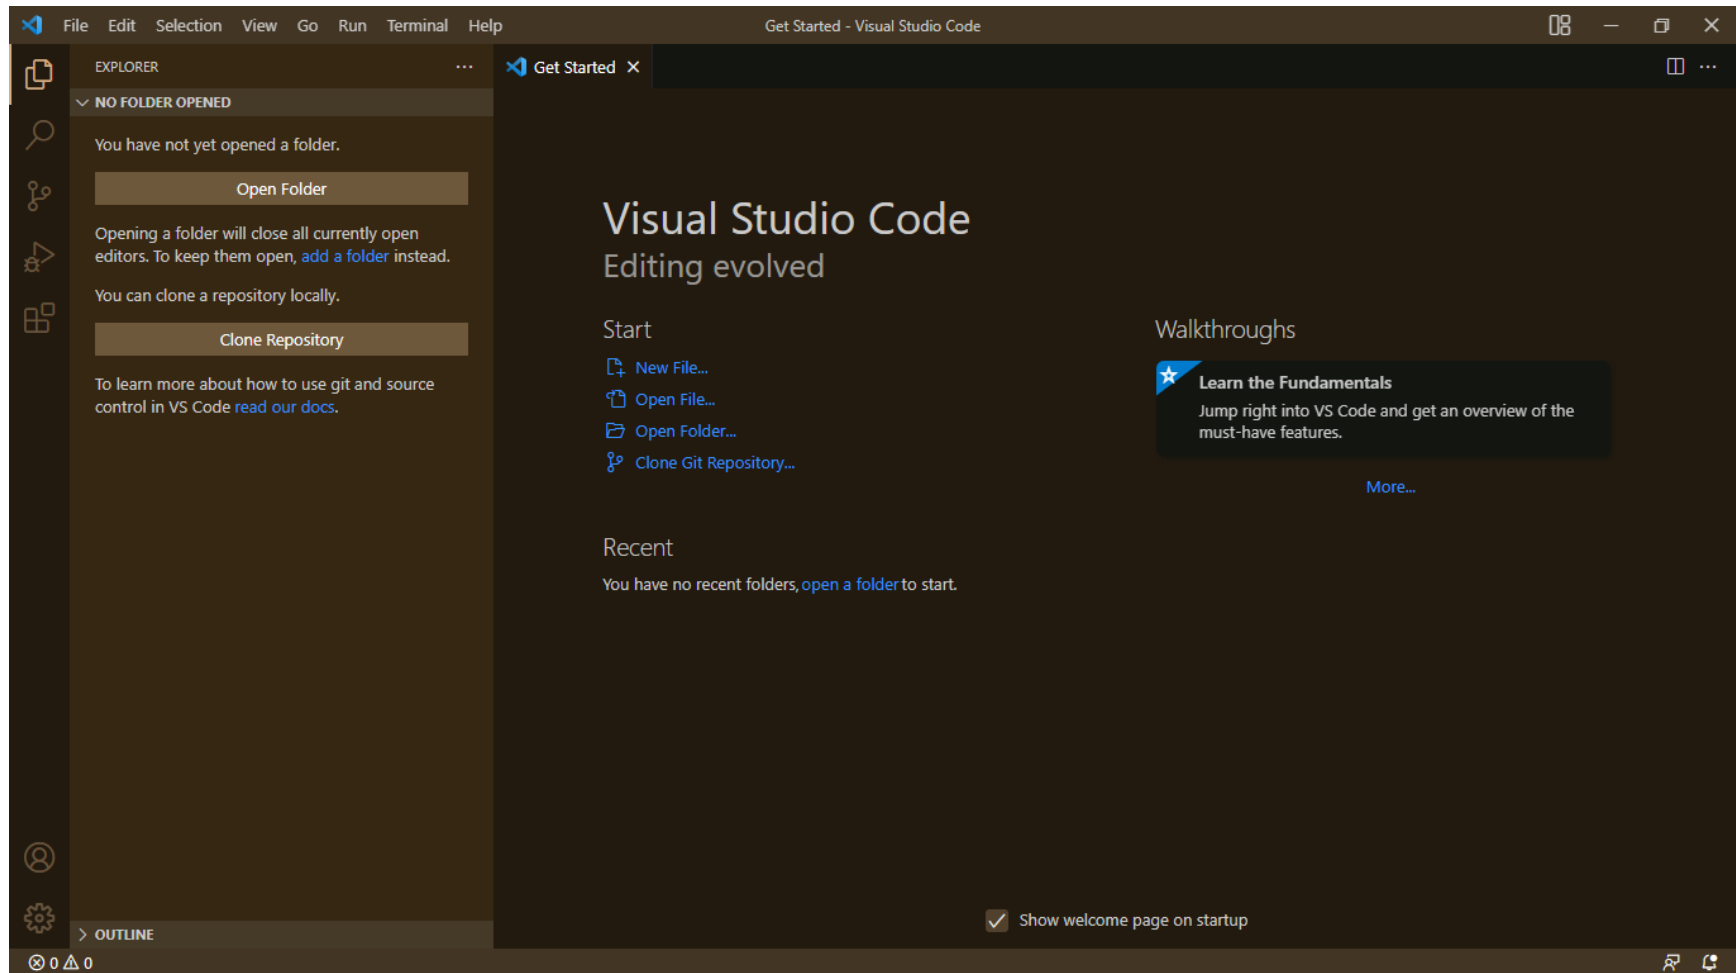 File Edit Selection View Go Run Terminal Help
Get Started - Visual Studio Code
EXPLORER
NO FOLDER OPENED
You have not yet opened a folder.
Open Folder
Opening a folder will close all currently open
editors. To keep them open, add a folder instead.
You can clone a repository locally.
Clone Repository
To learn more about how to use git and source
control in VS Code read our docs.
OUTLINE
Get Started
Visual Studio Code
Editing evolved
Start
New File...
Open File...
Open Folder...
Clone Git Repository...
Recent
You have no recent folders, open a folder to start.
Walkthroughs
Learn the Fundamentals
Jump right into VS Code and get an overview of the
must-have features.
More...
Show welcome page on startup
0 0